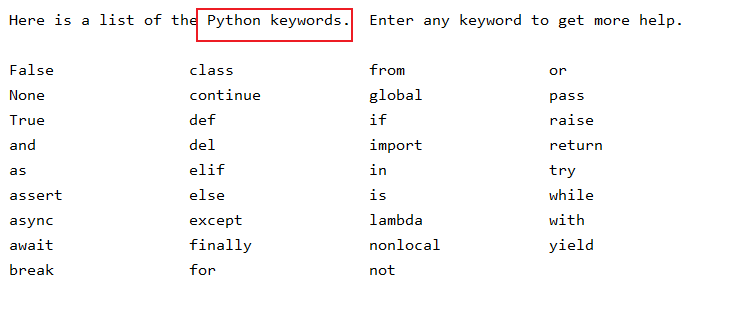 Here is a list of the Python keywords. Enter any keyword to get more help.
False class from or
None continue global pass
True def if raise
and del import return
as elif in try
assert else is while
async except lambda with
await finally nonlocal yield
break for not